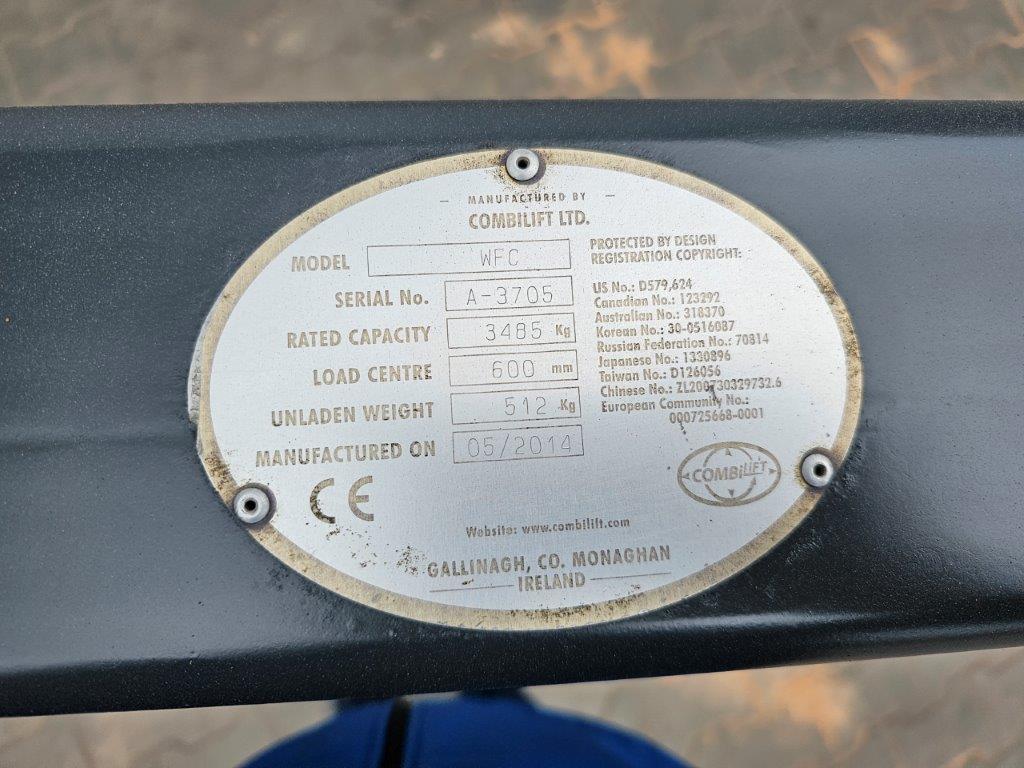 MANUFACTURED BY
COMBILIFT LTD.
MODEL WFC
SERIAL No. A-3705
RATED CAPACITY 3485 Kg
LOAD CENTRE 600 mm
UNLADEN WEIGHT 512 Kg
MANUFACTURED ON 05/2014
CE
PROTECTED BY DESIGN
REGISTRATION COPYRIGHT:
US No.: D579,624
Canadian No.: 123292
Australian No.: 318370
Korean No.: 30-0516087
Russian Federation No.: 70814
Japanese No.: 1330896
Taiwan No.: D126056
Chinese No.: ZL200730329732.6
European Community No.:
000725668-0001
COMBiLiFT
Website: www.combilift.com
GALLINAGH, CO. MONAGHAN
IRELAND